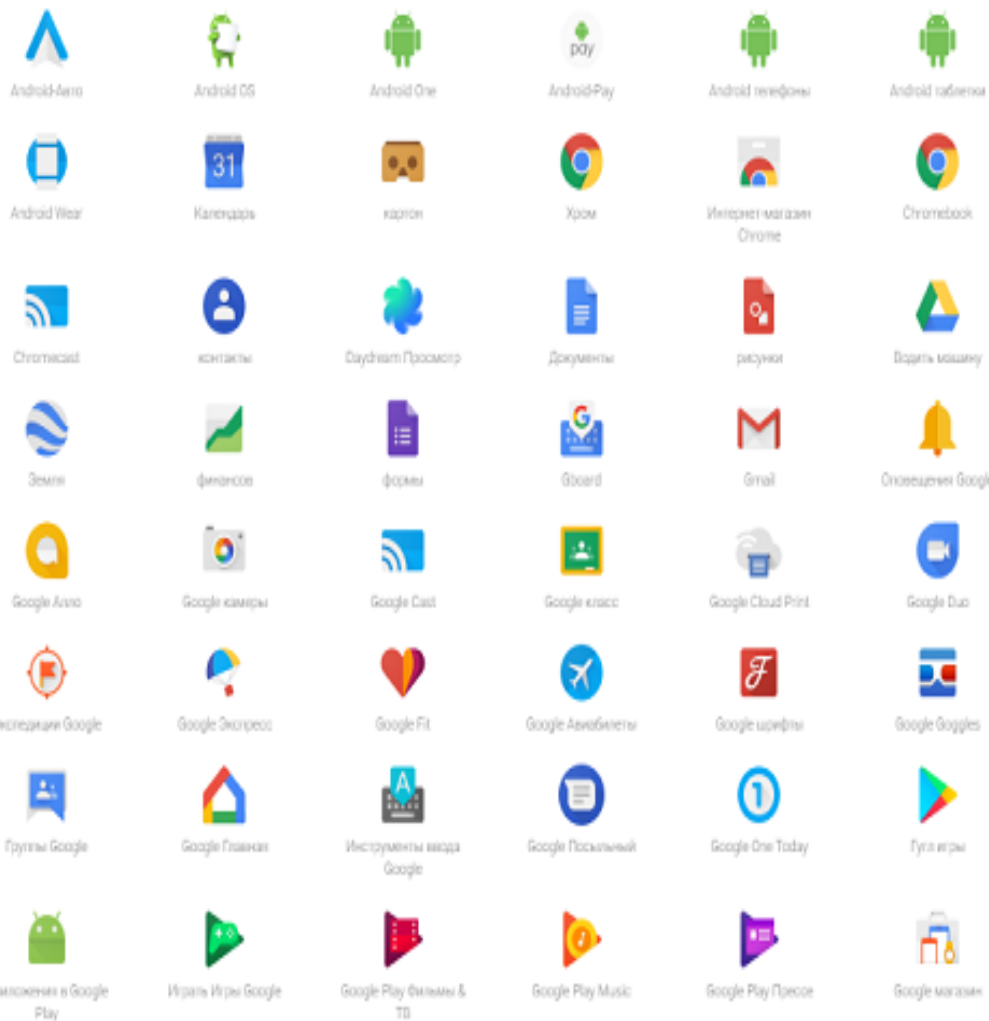 pay
Android-Авто
Android OS
Android One
Android-Pay
Android телефоны
Android таблетки
31
Android Wear
Календарь
картон
Хром
Интернет-магазин
Chrome
Chromebook
Chromecast
контакты
Daydream Просмотр
Документы
рисунки
Водить машину
G
Земля
финансов
формы
Gboard
Gmail
Оповещения Googl
Google Алло
Google камеры
Google Cast
Google класс
Google Cloud Print
Google Duo
F
кспедиции Google
Google Экспресс
Google Fit
Google Авиабилеты
Google шрифты
Google Goggles
A
1
Группы Google
Google Главная
Инструменты ввода
Google
Google Посыльный
Google One Today
Гугл игры
иложения в Google
Play
Играть Игры Google
Google Play Фильмы &
ТВ
Google Play Music
Google Play Прессе
Google магазин